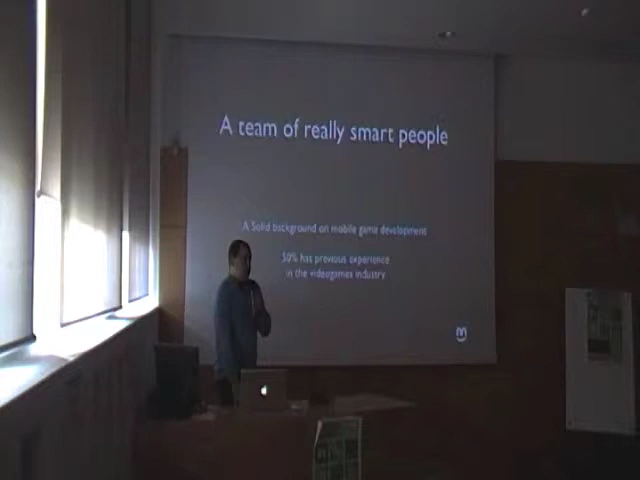 A team of really smart people
A Solid background on mobile game development
50% has previous experience
in the videogames industry